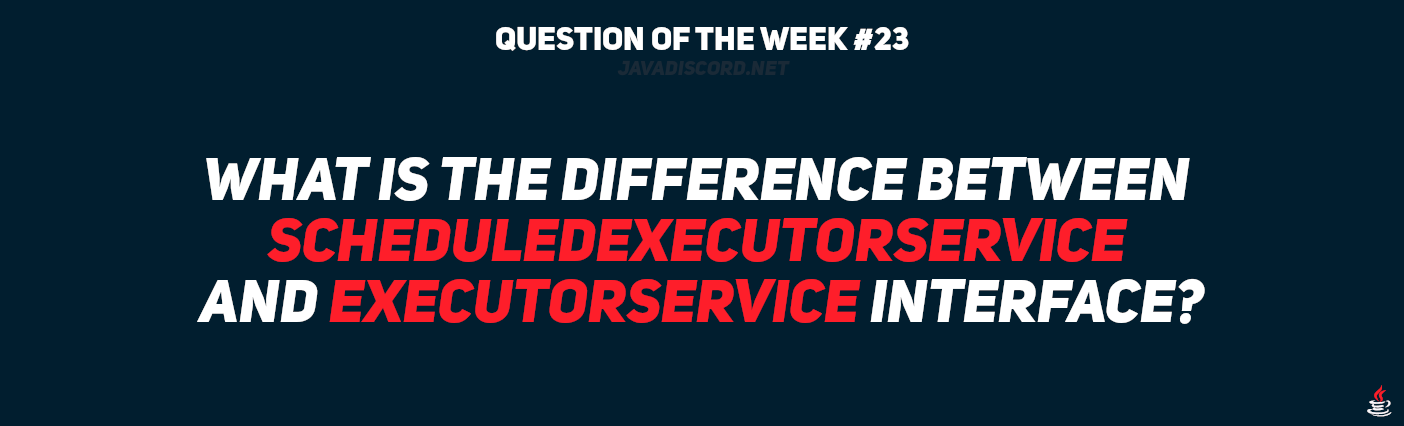 QUESTION OF THE WEEK #23
JAVADISCORD.NET
WHAT IS THE DIFFERENCE BETWEEN
SCHEDULEDEXECUTORSERVICE
AND EXECUTORSERVICE INTERFACE?